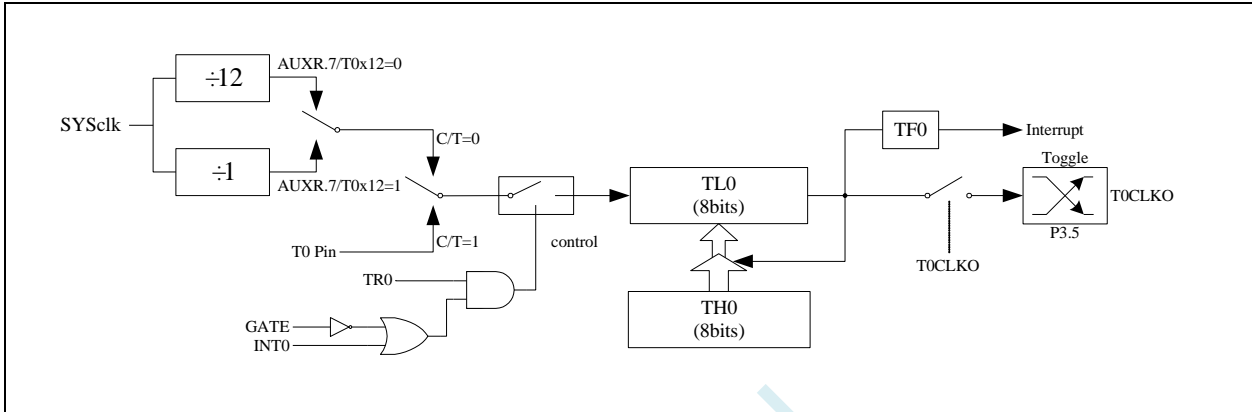 ÷12
AUXR.7/T0x12=0
SYSclk
÷1
AUXR.7/T0x12=1
C/T=0
T0 Pin
C/T=1
control
TR0
GATE
INT0
TL0
(8bits)
TH0
(8bits)
TF0
Interrupt
Toggle
T0CLKO
P3.5
T0CLKO